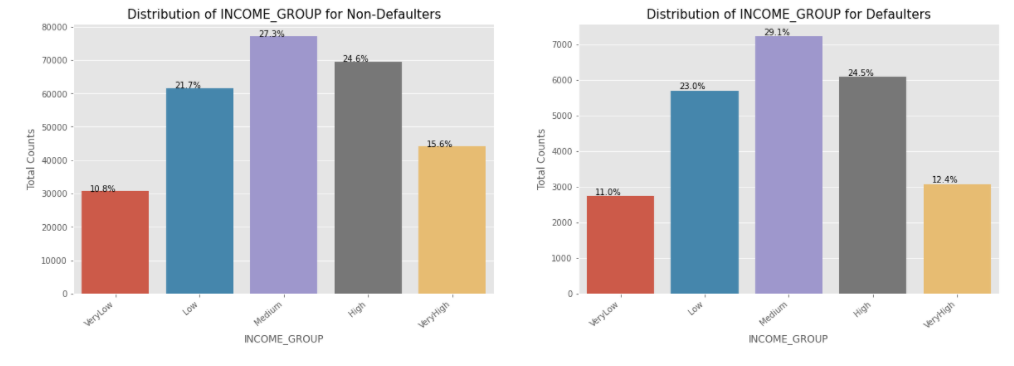 Distribution of INCOME_GROUP for Non-Defaulters
80000
70000
60000
50000
40000
30000
20000
10000
0
Total Counts
10.8%
21.7%
27.3%
24.6%
15.6%
VeryLow
Low
Medium
High
VeryHigh
INCOME_GROUP
Distribution of INCOME_GROUP for Defaulters
7000
6000
5000
4000
3000
2000
1000
0
Total Counts
11.0%
23.0%
29.1%
24.5%
12.4%
VeryLow
Low
Medium
High
VeryHigh
INCOME_GROUP